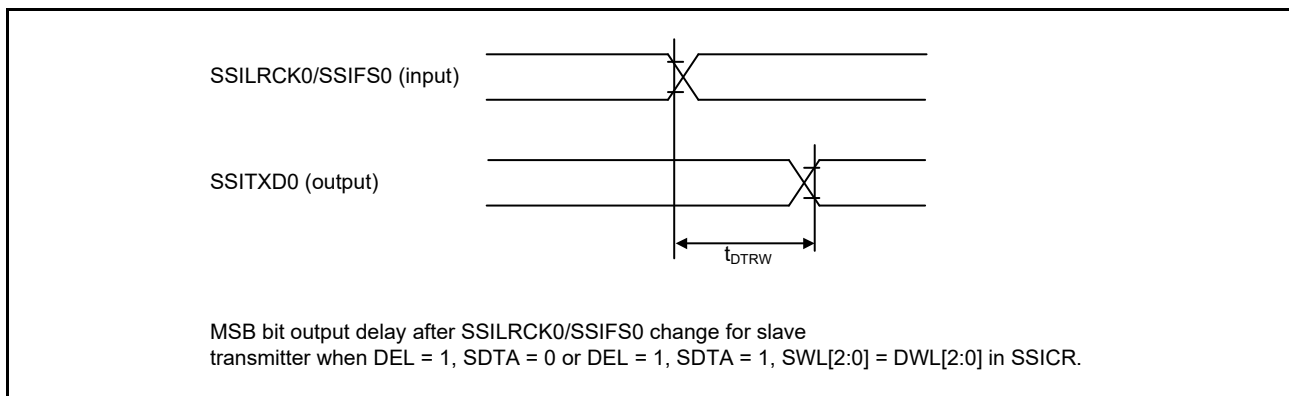 SSILRCK0/SSIFS0 (input)
SSITXD0 (output)
tDTRW
MSB bit output delay after SSILRCK0/SSIFS0 change for slave
transmitter when DEL = 1, SDTA = 0 or DEL = 1, SDTA = 1, SWL[2:0] = DWL[2:0] in SSICR.